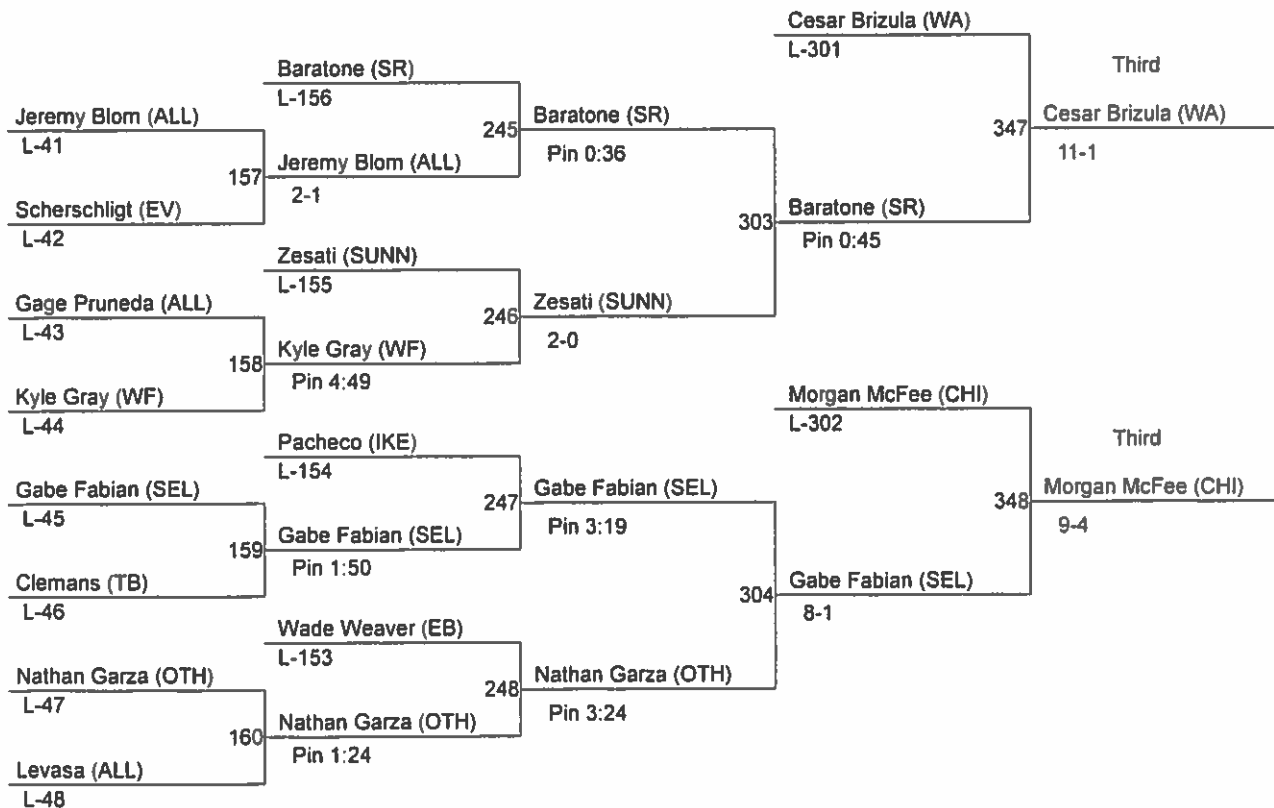 Cesar Brizula (WA)
L-301
Third
Baratone (SR)
L-156
Jeremy Blom (ALL)
L-41
245
Baratone (SR)
Pin 0:36
347
Cesar Brizula (WA)
11-1
157
Jeremy Blom (ALL)
2-1
Scherschligt (EV)
L-42
303
Baratone (SR)
Pin 0:45
Zesati (SUNN)
L-155
Gage Pruneda (ALL)
L-43
246
Zesati (SUNN)
2-0
158
Kyle Gray (WF)
Pin 4:49
Kyle Gray (WF)
L-44
Morgan McFee (CHI)
L-302
Third
Pacheco (IKE)
L-154
Gabe Fabian (SEL)
L-45
247
Gabe Fabian (SEL)
Pin 3:19
348
Morgan McFee (CHI)
9-4
159
Gabe Fabian (SEL)
Pin 1:50
Clemans (TB)
L-46
304
Gabe Fabian (SEL)
8-1
Wade Weaver (EB)
L-153
Nathan Garza (OTH)
L-47
248
Nathan Garza (OTH)
Pin 3:24
160
Nathan Garza (OTH)
Pin 1:24
Levasa (ALL)
L-48